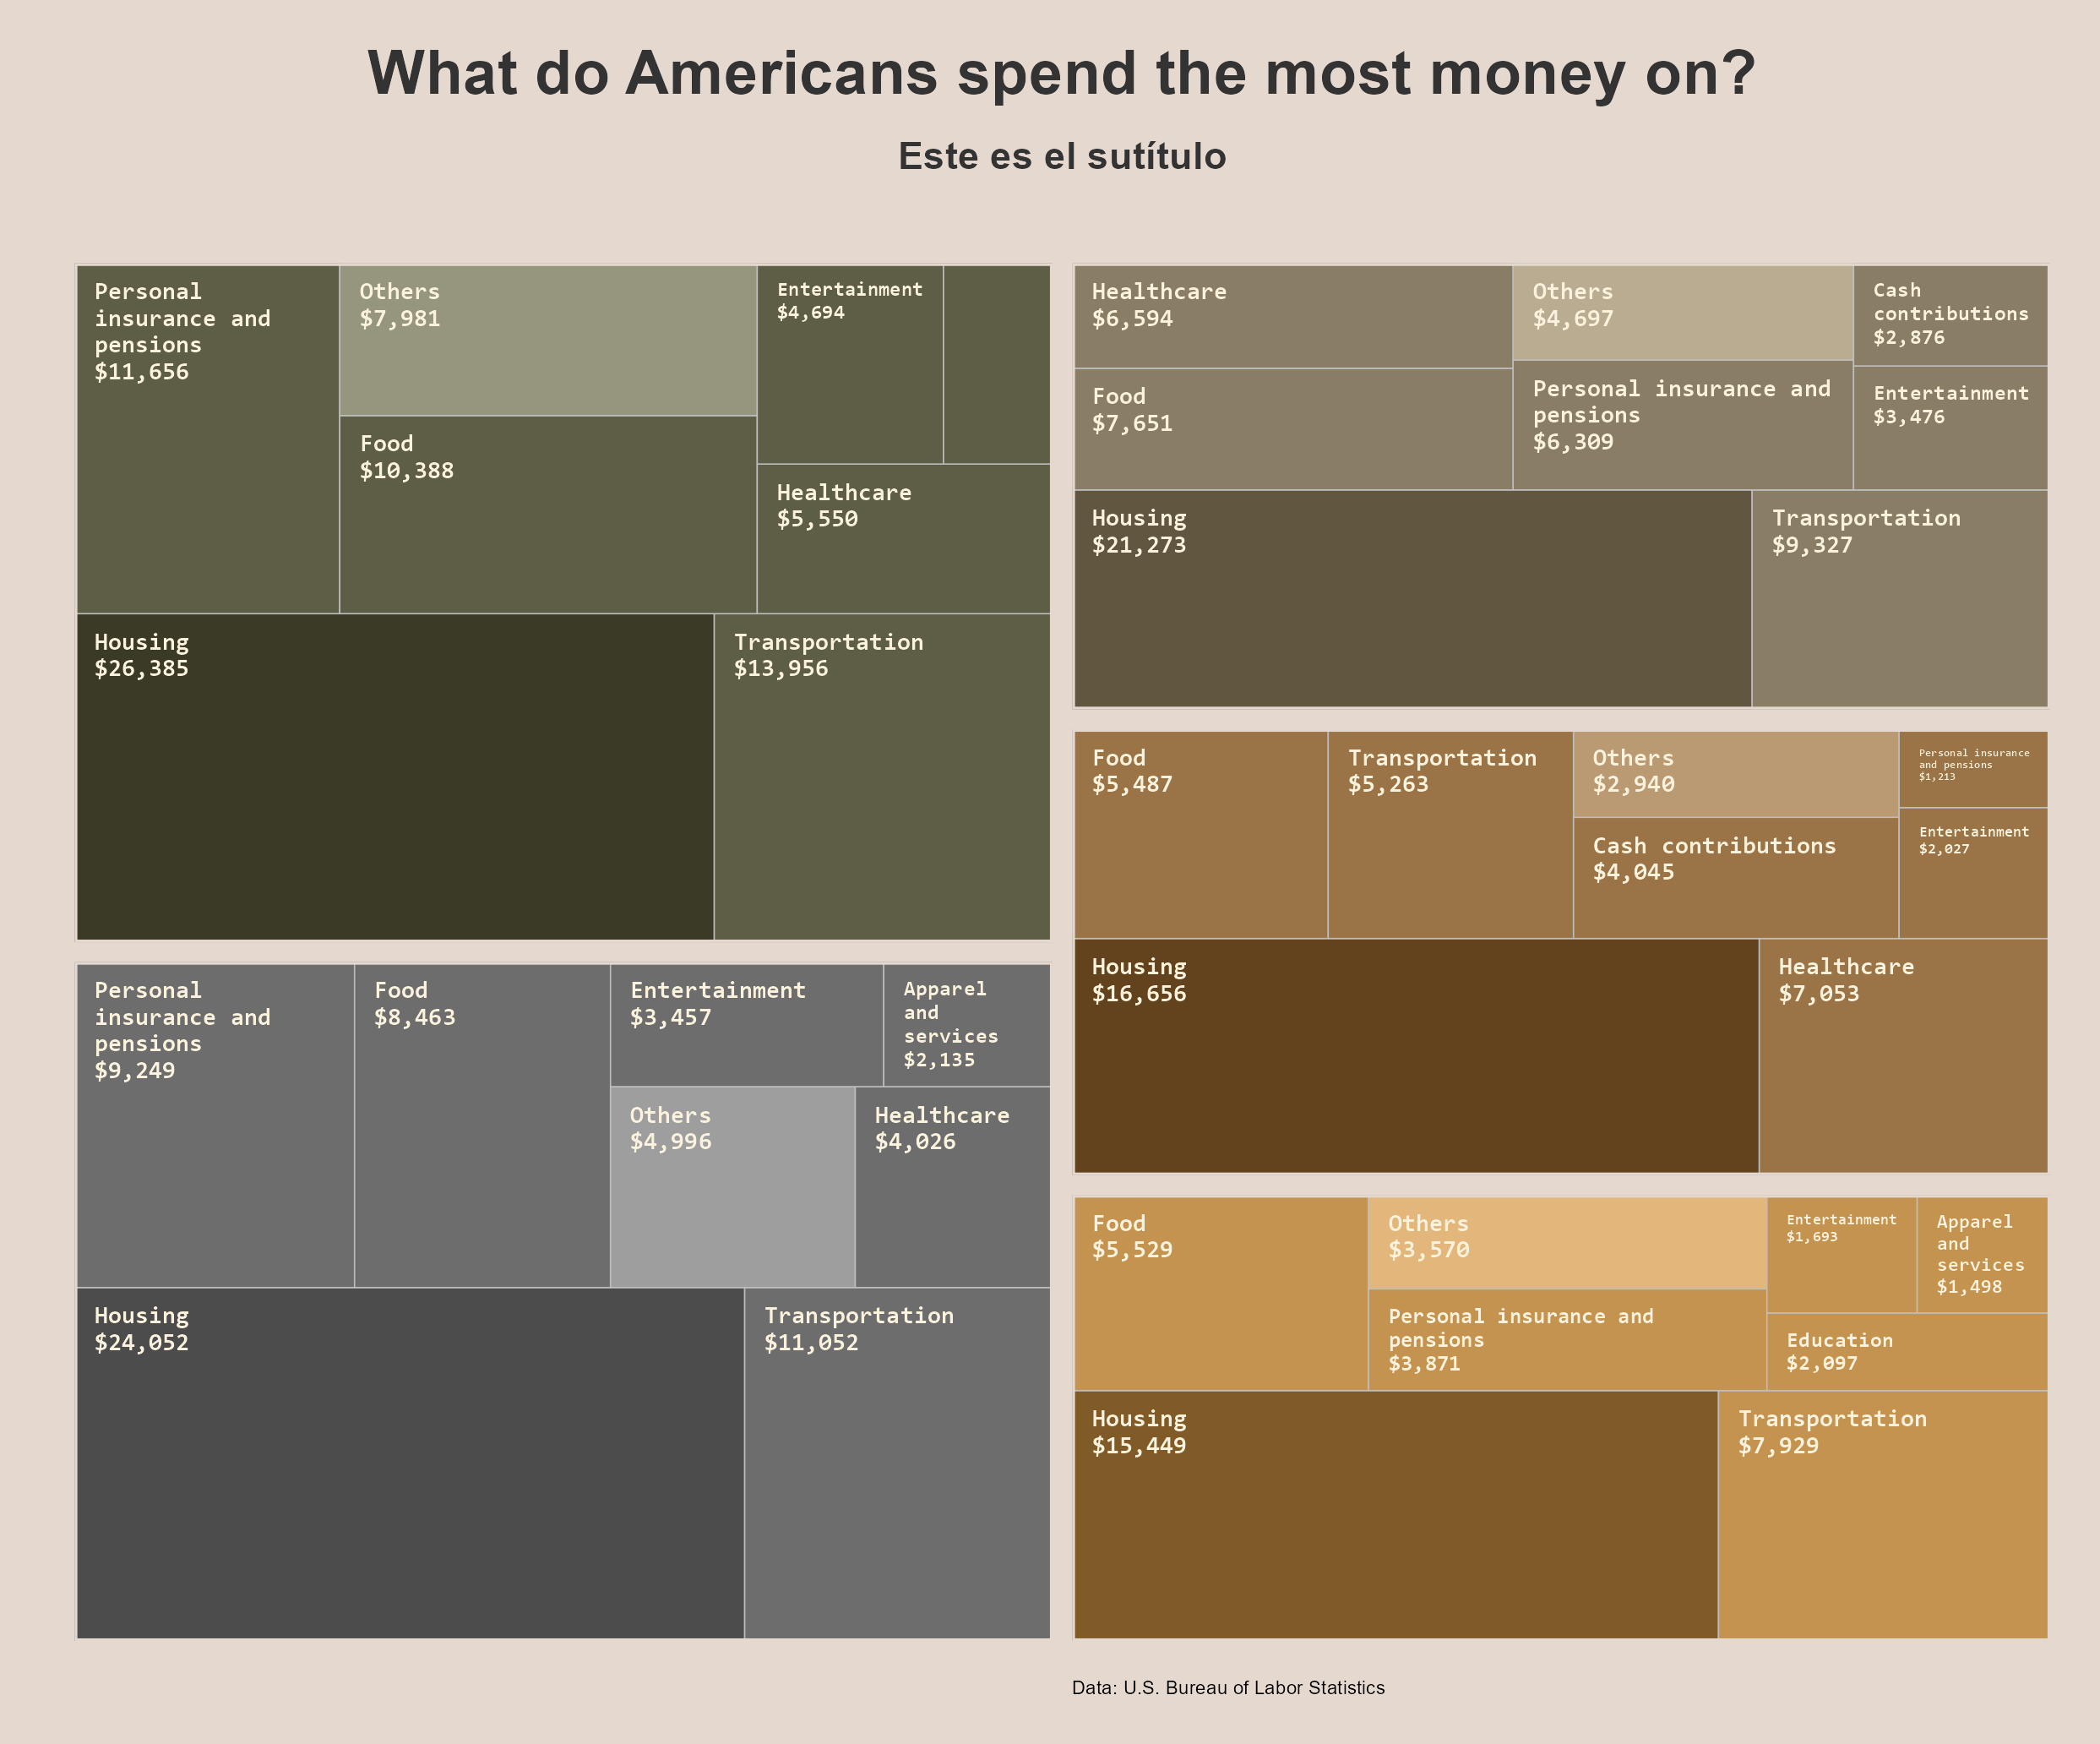 What do Americans spend the most money on?
Este es el sutítulo
Personal
insurance and
pensions
$11,656
Others
$7,981
Entertainment
$4,694
Food
$10,388
Healthcare
$5,550
Housing
$26,385
Transportation
$13,956
Personal
insurance and
pensions
$9,249
Food
$8,463
Entertainment
$3,457
Apparel
and
services
$2,135
Others
$4,996
Healthcare
$4,026
Housing
$24,052
Transportation
$11,052
Healthcare
$6,594
Others
$4,697
Cash
contributions
$2,876
Food
$7,651
Personal insurance and
pensions
$6,309
Entertainment
$3,476
Housing
$21,273
Transportation
$9,327
Food
$5,487
Transportation
$5,263
Others
$2,940
Personal insurance
and pensions
$1,213
Cash contributions
$4,045
Entertainment
$2,027
Housing
$16,656
Healthcare
$7,053
Food
$5,529
Others
$3,570
Entertainment
$1,693
Apparel
and
services
$1,498
Personal insurance and
pensions
$3,871
Education
$2,097
Housing
$15,449
Transportation
$7,929
Data: U.S. Bureau of Labor Statistics